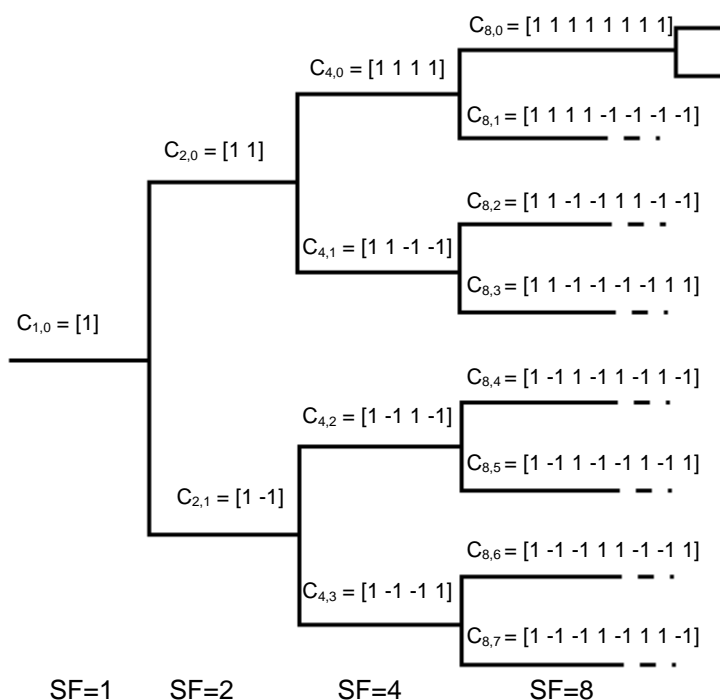 C8,0 = [1 1 1 1 1 1 1 1]
C4,0 = [1 1 1 1]
C8,1 = [1 1 1 1 -1 -1 -1 -1]
C2,0 = [1 1]
C8,2 = [1 1 -1 -1 1 1 -1 -1]
C4,1 = [1 1 -1 -1]
C8,3 = [1 1 -1 -1 -1 -1 1 1]
C1,0 = [1]
C8,4 = [1 -1 1 -1 1 -1 1 -1]
C4,2 = [1 -1 1 -1]
C8,5 = [1 -1 1 -1 -1 1 -1 1]
C2,1 = [1 -1]
C8,6 = [1 -1 -1 1 1 -1 -1 1]
C4,3 = [1 -1 -1 1]
C8,7 = [1 -1 -1 1 -1 1 1 -1]
SF=1 SF=2 SF=4 SF=8